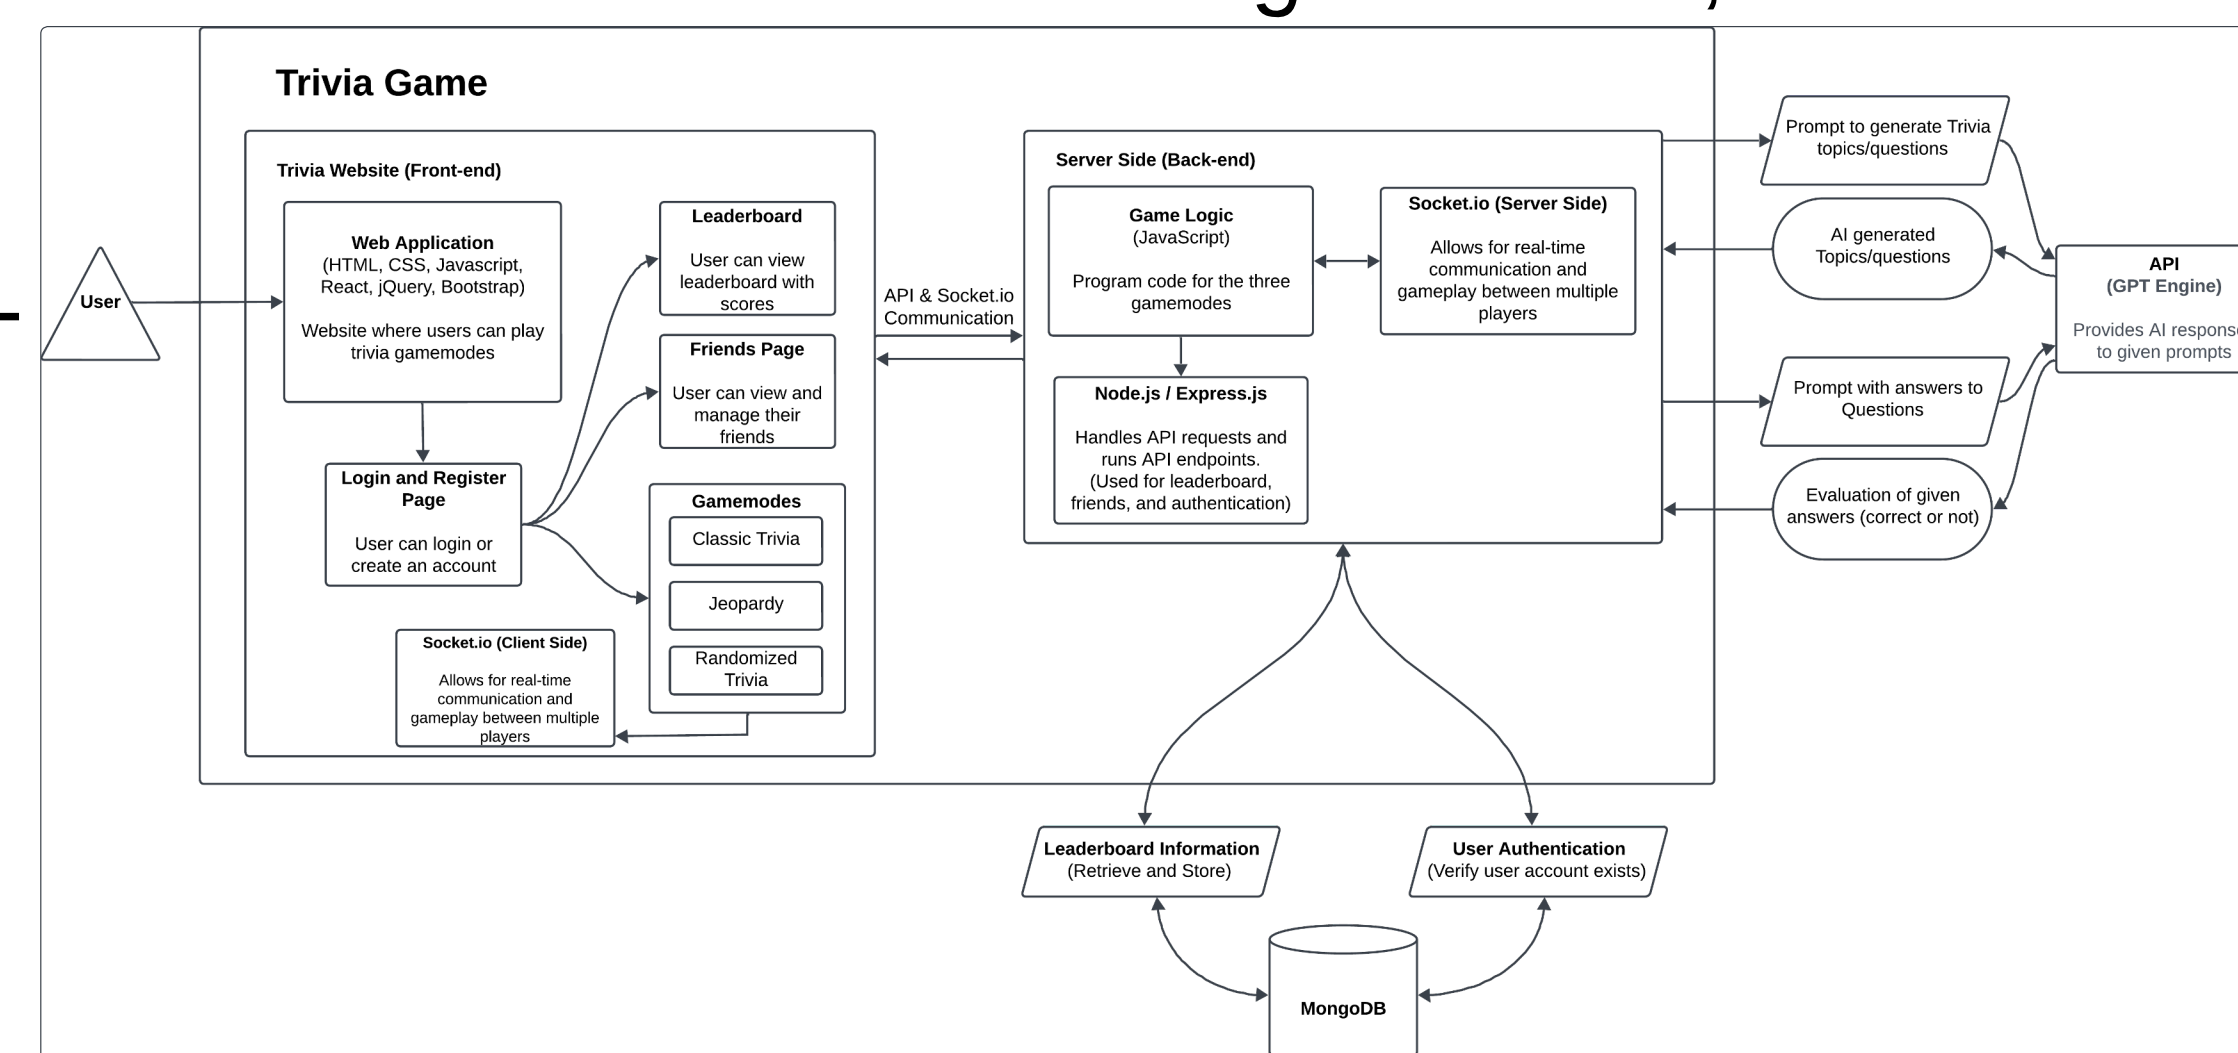 Trivia Game
User
Trivia Website (Front-end)
Web Application
(HTML, CSS, Javascript,
React, jQuery, Bootstrap)
Website where users can play
trivia gamemodes
Login and Register
Page
User can login or
create an account
Leaderboard
User can view
leaderboard with
scores
Friends Page
User can view and
manage their
friends
Gamemodes
Classic Trivia
Jeopardy
Randomized
Trivia
Socket.io (Client Side)
Allows for real-time
communication and
gameplay between multiple
players
API & Socket.io
Communication
Server Side (Back-end)
Game Logic
(JavaScript)
Program code for the three
gamemodes
Socket.io (Server Side)
Allows for real-time
communication and
gameplay between multiple
players
Node.js / Express.js
Handles API requests and
runs API endpoints.
(Used for leaderboard,
friends, and authentication)
Prompt to generate Trivia
topics/questions
AI generated
Topics/questions
Prompt with answers to
Questions
Evaluation of given
answers (correct or not)
API
(GPT Engine)
Provides AI
to given prompts
Leaderboard Information
(Retrieve and Store)
User Authentication
(Verify user account exists)
MongoDB